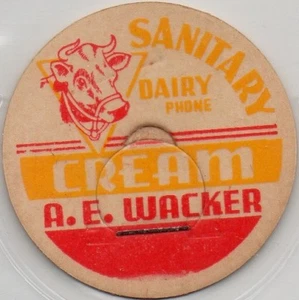 SANITARY
DAIRY
PHONE
CREAM
A. E. WACKER